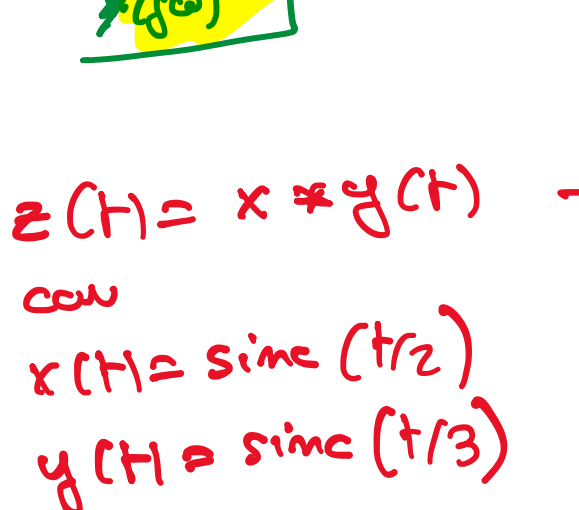 z(t) = x * y(t) -
con
x(t) = sinc (t/2)
y(t) = sinc (t/3)